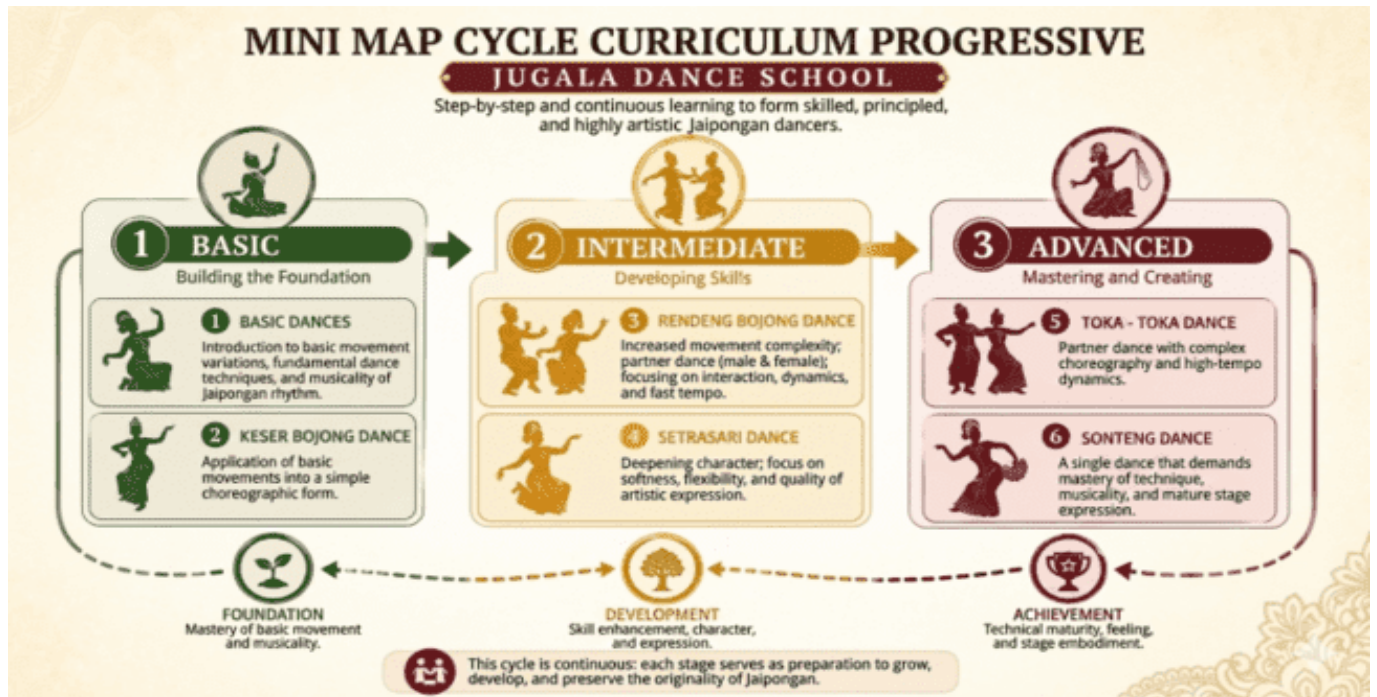 MINI MAP CYCLE CURRICULUM PROGRESSIVE
JUGALA DANCE SCHOOL
Step-by-step and continuous learning to form skilled, principled,
and highly artistic Jaipongan dancers.
1 BASIC
Building the Foundation
1 BASIC DANCES
Introduction to basic movement
variations, fundamental dance
techniques, and musicality of
Jaipongan rhythm.
2 KESER BOJONG DANCE
Application of basic
movements into a simple
choreographic form.
2 INTERMEDIATE
Developing Skills
3 RENDENG BOJONG DANCE
Increased movement complexity;
partner dance (male & female);
focusing on interaction, dynamics,
and fast tempo.
4 SETRASARI DANCE
Deepening character; focus on
softness, flexibility, and quality of
artistic expression.
3 ADVANCED
Mastering and Creating
5 TOKA - TOKA DANCE
Partner dance with complex
choreography and high-tempo
dynamics.
6 SONTENG DANCE
A single dance that demands
mastery of technique,
musicality, and mature stage
expression.
FOUNDATION
Mastery of basic movement
and musicality.
DEVELOPMENT
Skill enhancement, character,
and expression.
ACHIEVEMENT
Technical maturity, feeling,
and stage embodiment.
This cycle is continuous: each stage serves as preparation to grow,
develop, and preserve the originality of Jaipongan.